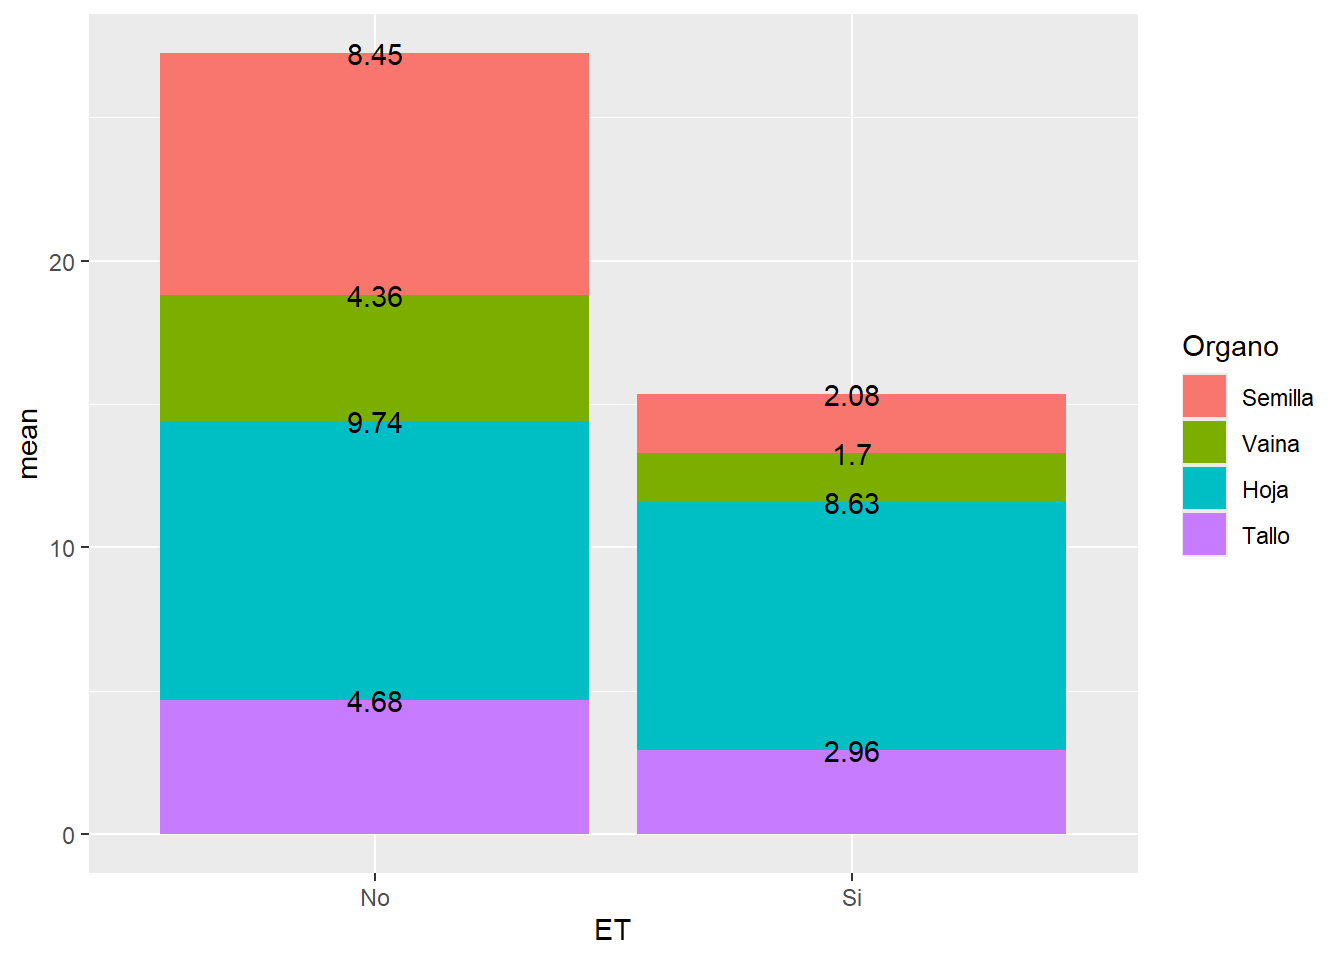 8.45
4.36
9.74
4.68
2.08
1.7
8.63
2.96
20
10
0
mean
No
Si
ET
Organo
Semilla
Vaina
Hoja
Tallo